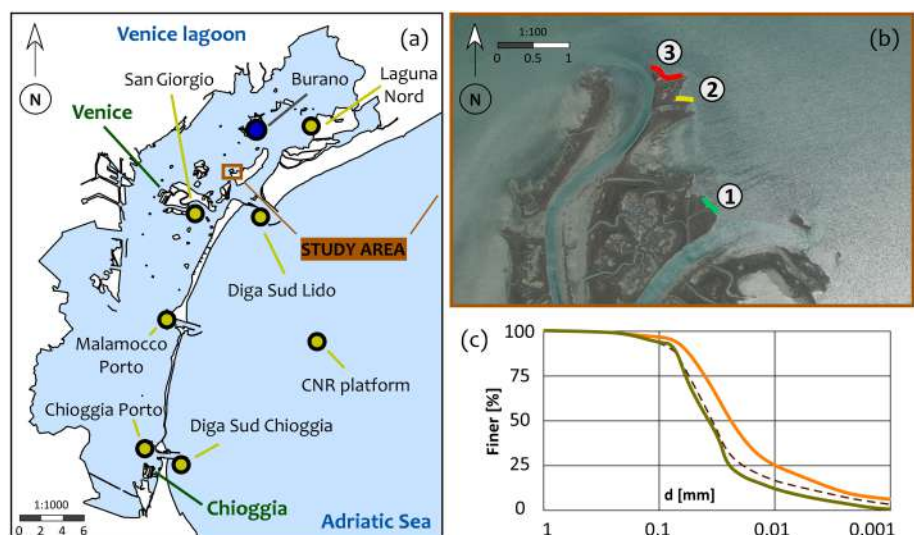 (a)
Venice lagoon
San Giorgio
Burano
Laguna
Nord
N
Venice
STUDY AREA
Diga Sud Lido
Malamocco
Porto
CNR platform
Chioggia Porto
Diga Sud Chioggia
Chioggia
1:1000
0 2 4 6
Adriatic Sea
(b)
1:100
0 0.5 1
N
3
2
1
(c)
100
75
50
25
0
Finer [%]
d [mm]
1 0.1 0.01 0.001